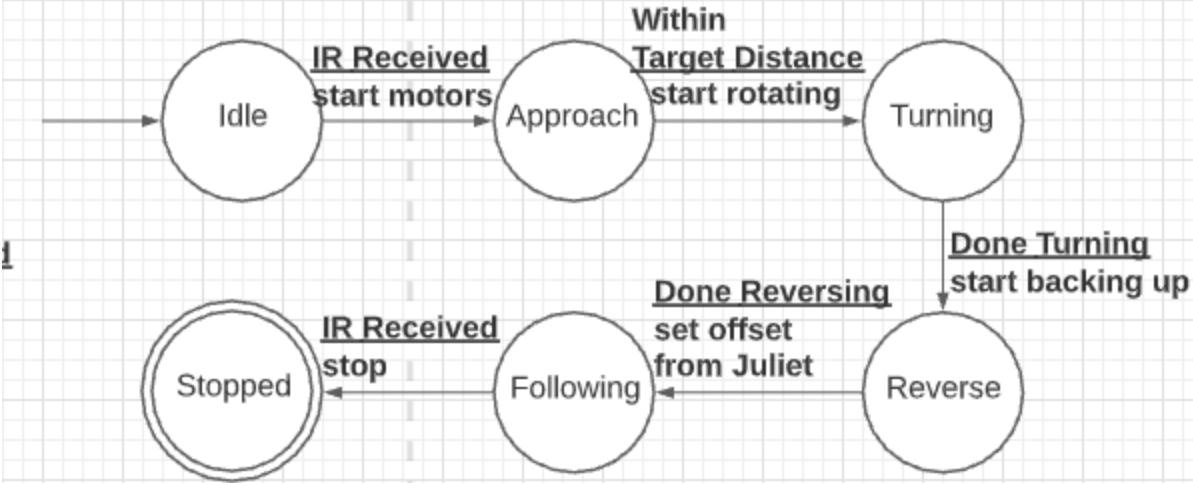 Within
IR Received
Target Distance
start motors
start rotating
Idle
Approach
Turning
Done Turning
start backing up
Done Reversing
set offset
from Juliet
IR Received
stop
Stopped
Following
Reverse